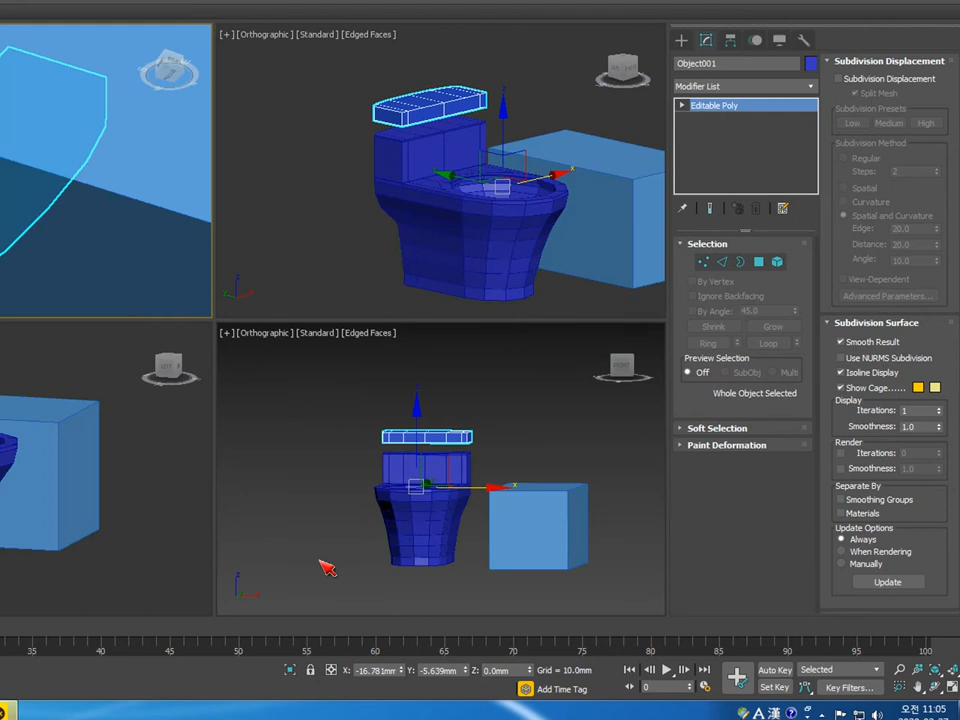 [+] [Orthographic] [Standard] [Edged Faces]
[+] [Orthographic] [Standard] [Edged Faces]
Object001
Modifier List
Editable Poly
Selection
By Vertex
Ignore Backfacing
By Angle: 45.0
Shrink Grow
Ring Loop
Preview Selection
Off SubObj Multi
Whole Object Selected
Soft Selection
Paint Deformation
Subdivision Displacement
Subdivision Displacement
Split Mesh
Subdivision Presets
Low Medium High
Subdivision Method
Regular
Steps: 2
Spatial
Curvature
Spatial and Curvature
Edge: 20.0
Distance: 20.0
Angle: 10.0
View-Dependent
Advanced Parameters...
Subdivision Surface
Smooth Result
Use NURMS Subdivision
Isoline Display
Show Cage......
Display
Iterations: 1
Smoothness: 1.0
Render
Iterations: 0
Smoothness: 1.0
Separate By
Smoothing Groups
Materials
Update Options
Always
When Rendering
Manually
Update
35 40 45 50 55 60 65 70 75 80 85 90 95 100
X: -16.781mm Y: -5.639mm Z: 0.0mm Grid = 10.0mm
Add Time Tag
0
Auto Key Selected
Set Key Key Filters...
A 漢
오전 11:05